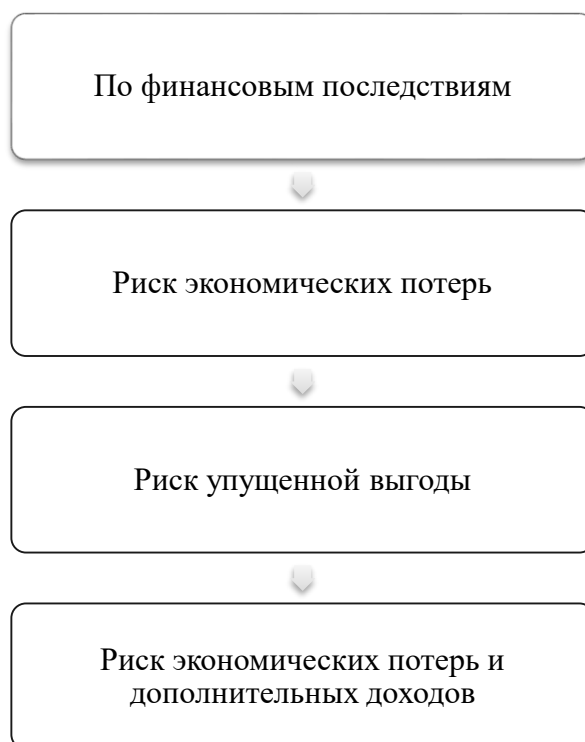 По финансовым последствиям
Риск экономических потерь
Риск упущенной выгоды
Риск экономических потерь и
дополнительных доходов